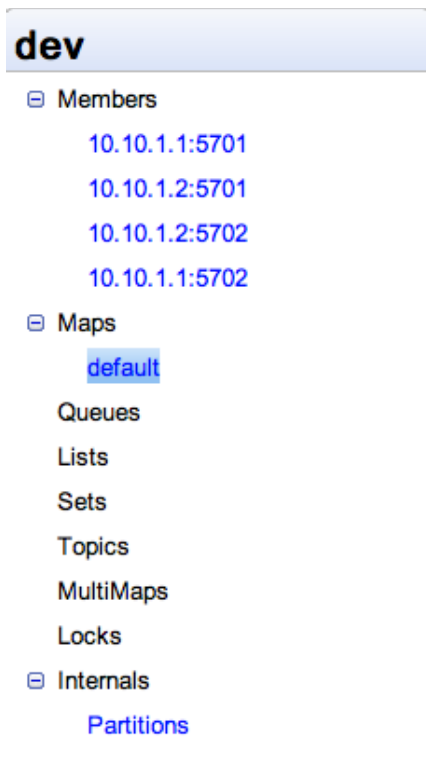 dev
Members
10.10.1.1:5701
10.10.1.2:5701
10.10.1.2:5702
10.10.1.1:5702
Maps
default
Queues
Lists
Sets
Topics
MultiMaps
Locks
Internals
Partitions